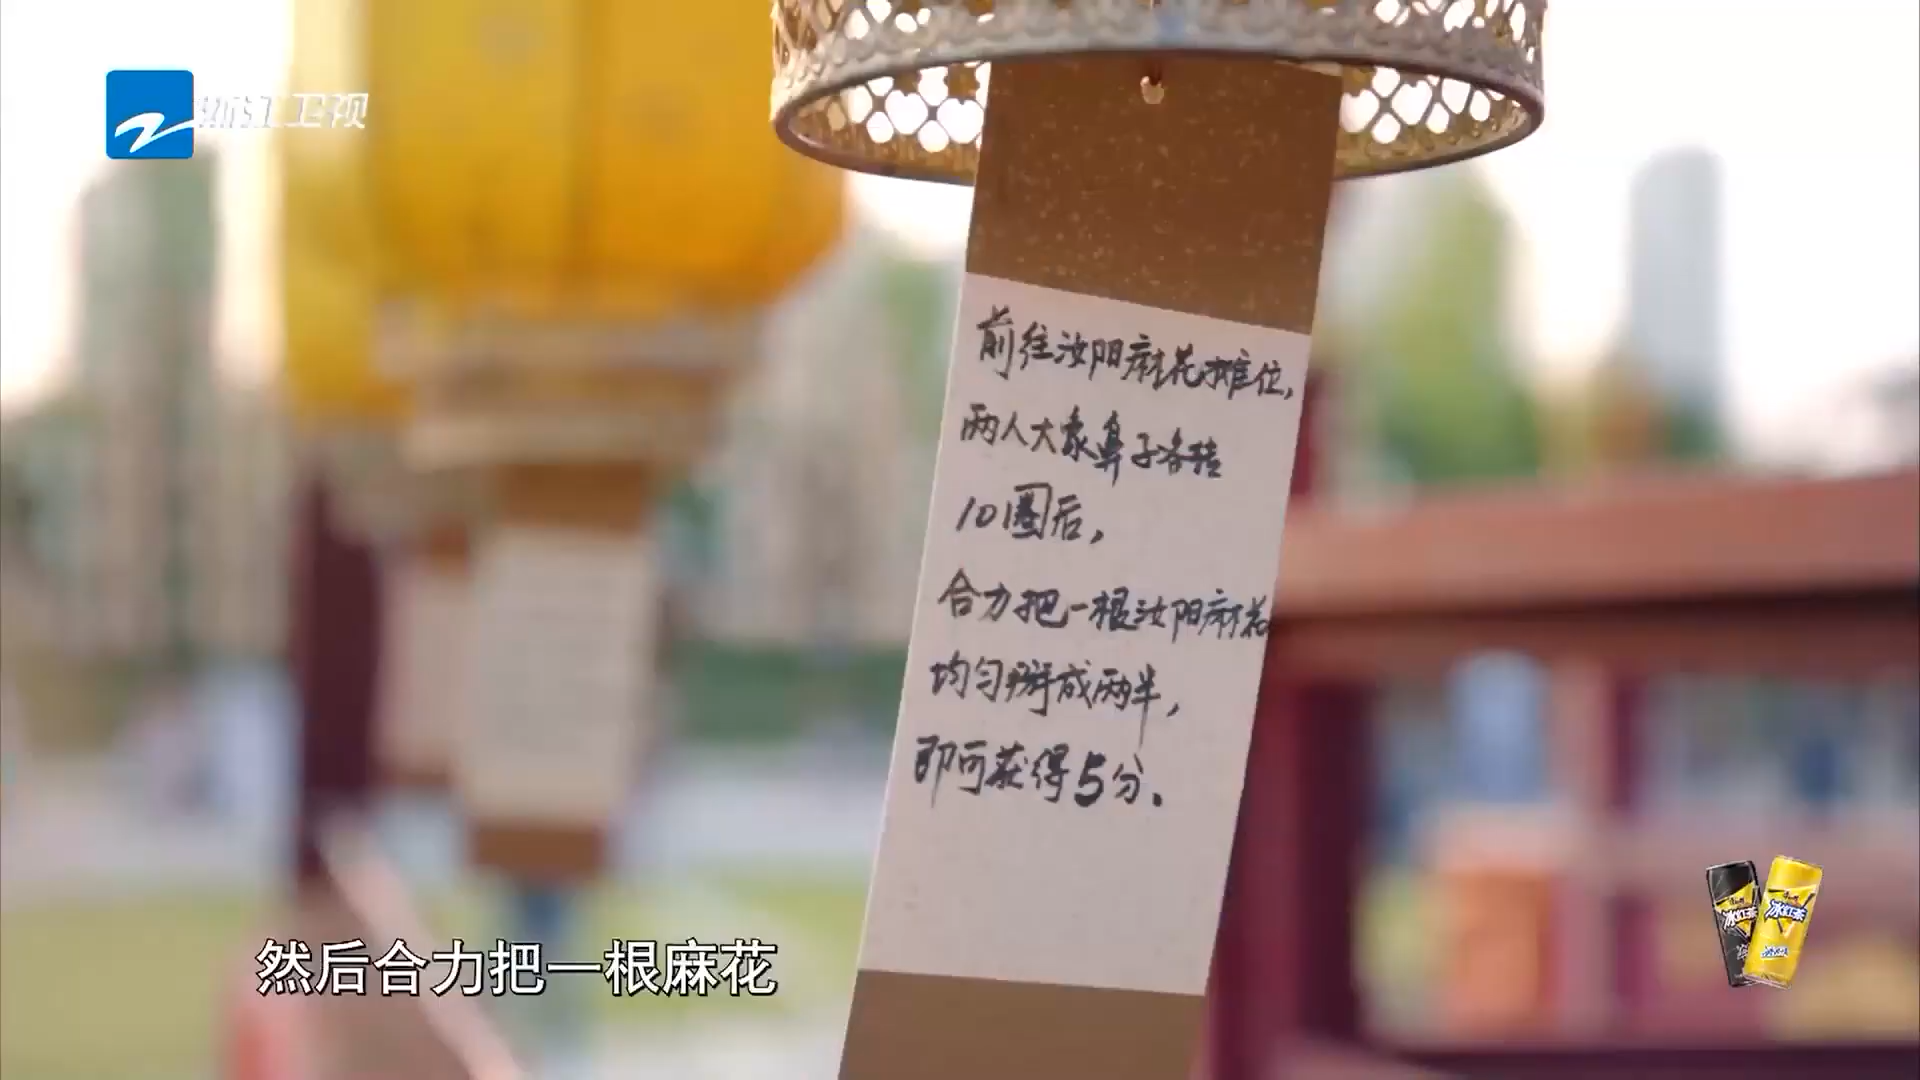 浙江卫视
前往汝阳麻花摊位,
两人大象鼻子各转
10圈后,
合力把一根汝阳麻花
均匀掰成两半,
即可获得5分.
然后合力把一根麻花
冰红茶
冰红茶